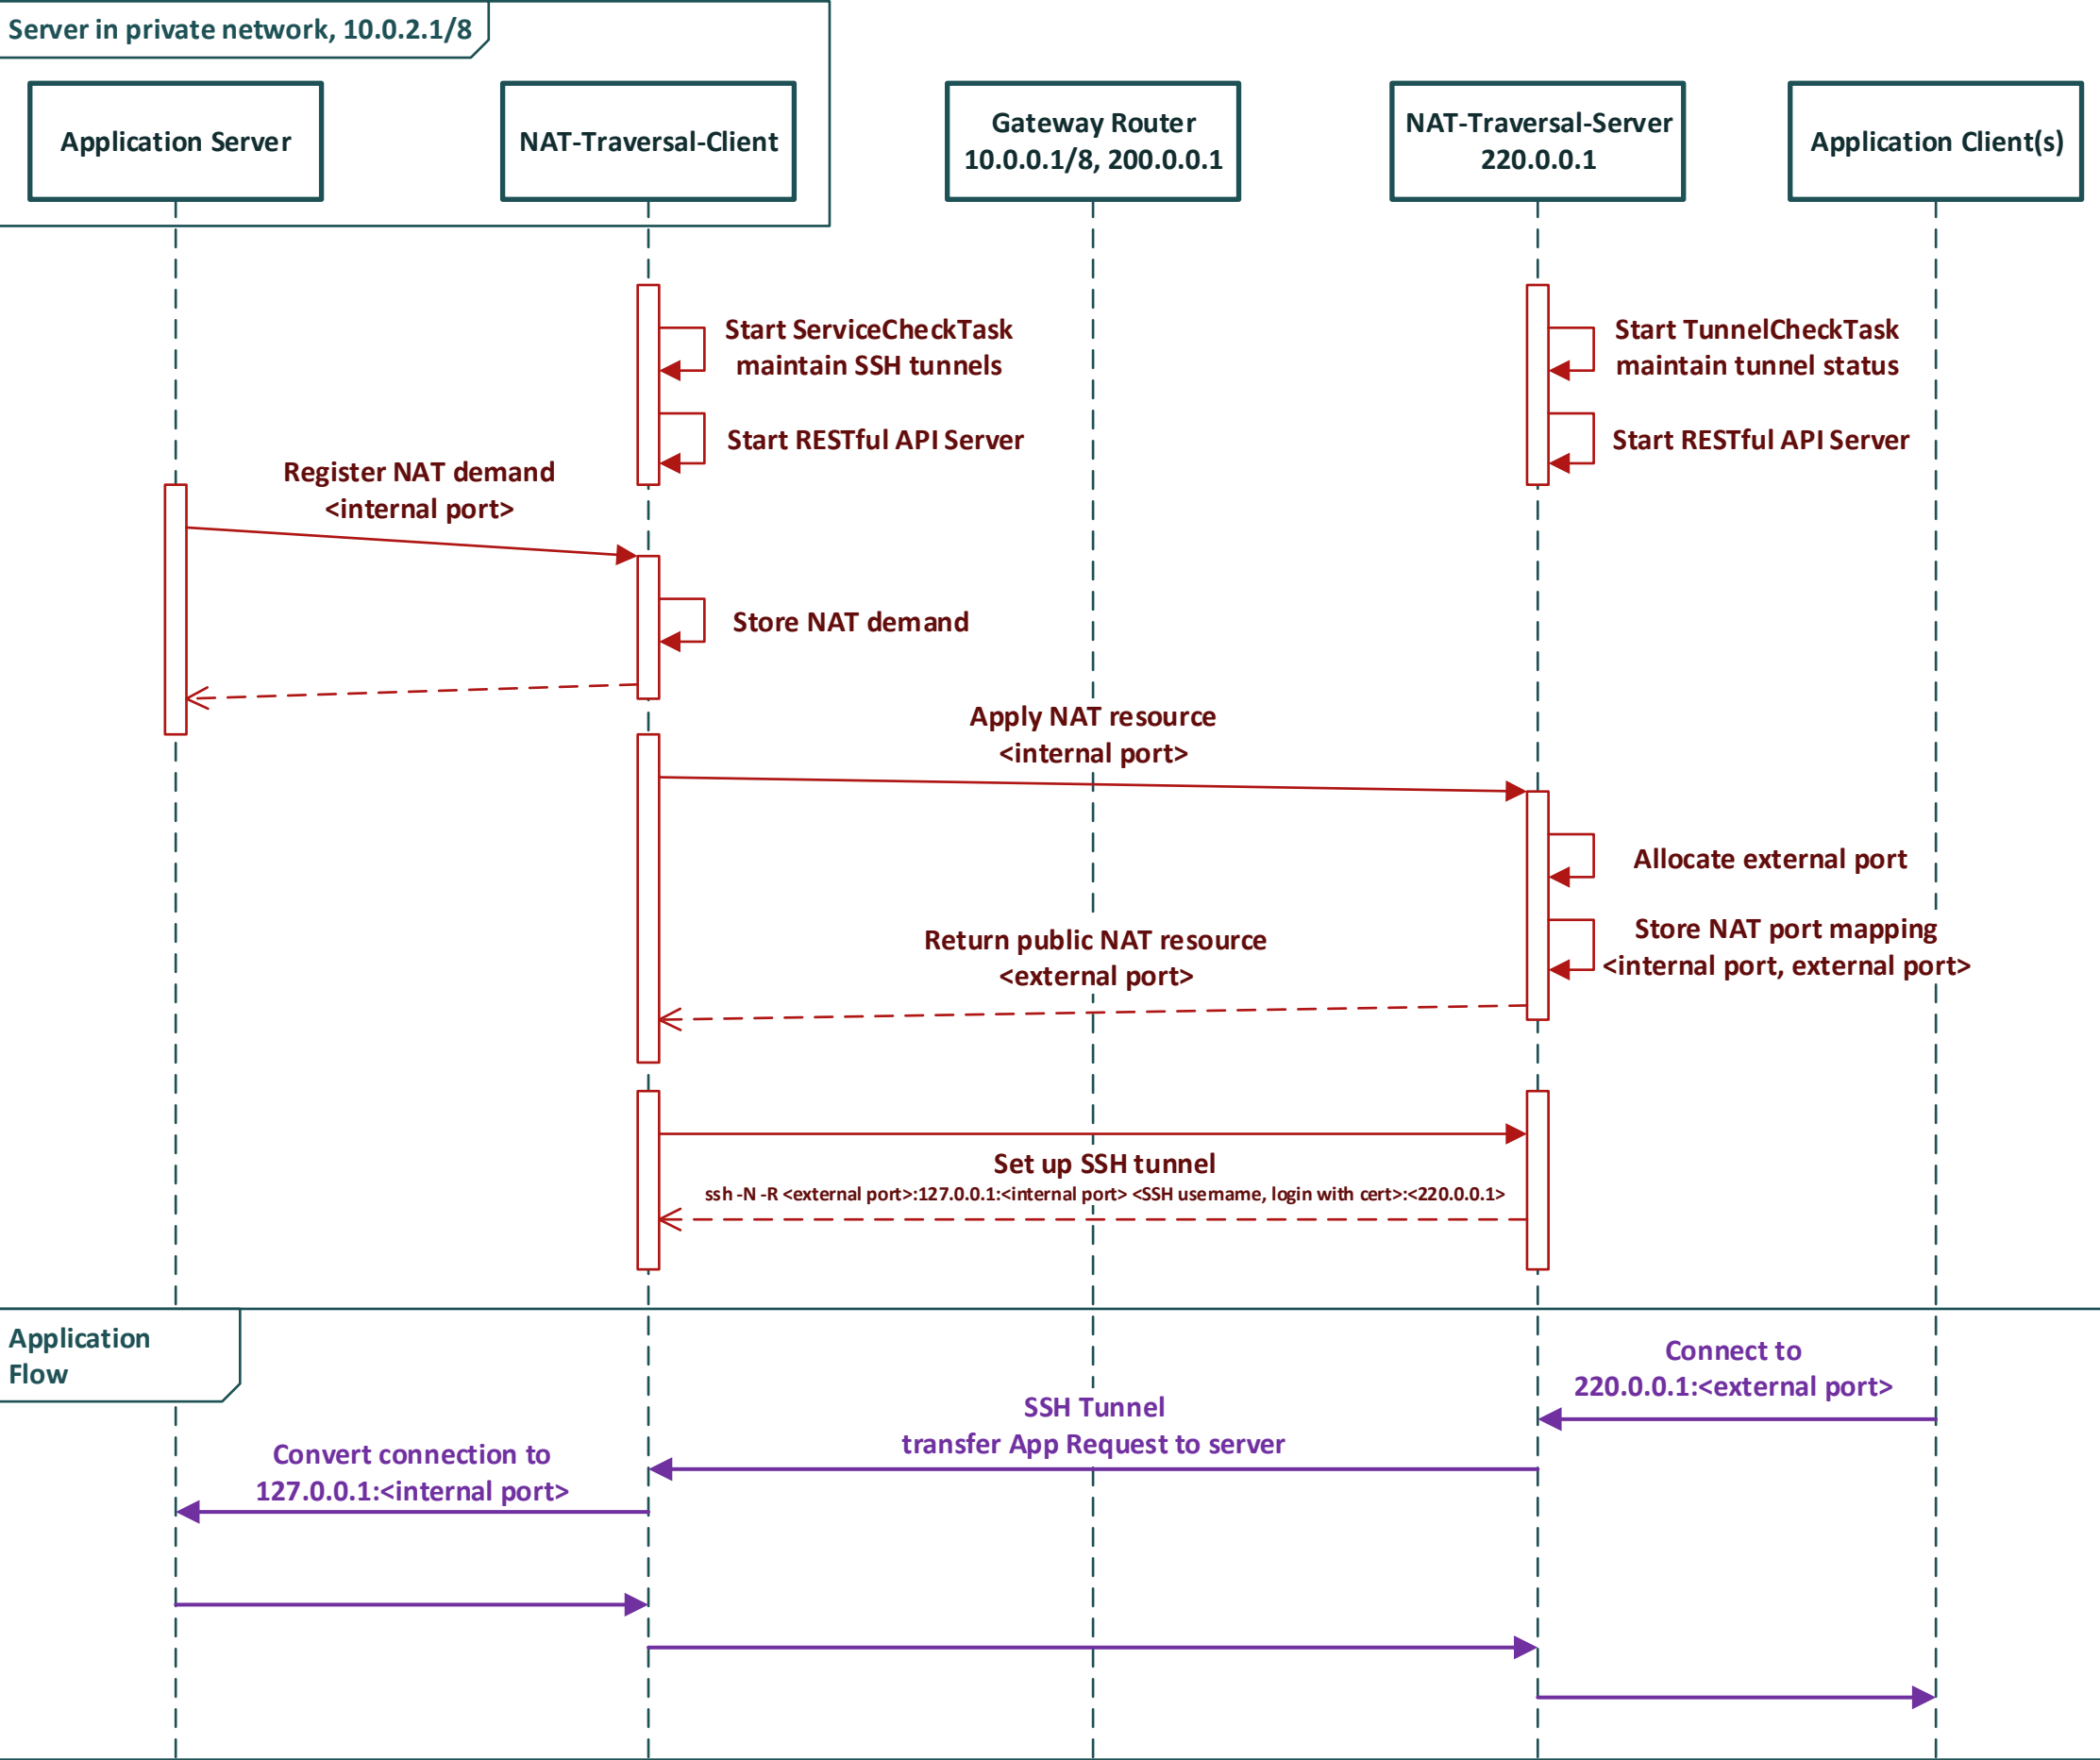 Server in private network, 10.0.2.1/8
Application Server
NAT-Traversal-Client
Gateway Router
10.0.0.1/8, 200.0.0.1
NAT-Traversal-Server
220.0.0.1
Application Client(s)
Start ServiceCheckTask
maintain SSH tunnels
Start TunnelCheckTask
maintain tunnel status
Start RESTful API Server
Start RESTful API Server
Register NAT demand
<internal port>
Store NAT demand
Apply NAT resource
<internal port>
Allocate external port
Store NAT port mapping
<internal port, external port>
Return public NAT resource
<external port>
Set up SSH tunnel
ssh -N -R <external port>:127.0.0.1:<internal port> <SSH username, login with cert>:<220.0.0.1>
Application
Flow
Connect to
220.0.0.1:<external port>
SSH Tunnel
transfer App Request to server
Convert connection to
127.0.0.1:<internal port>